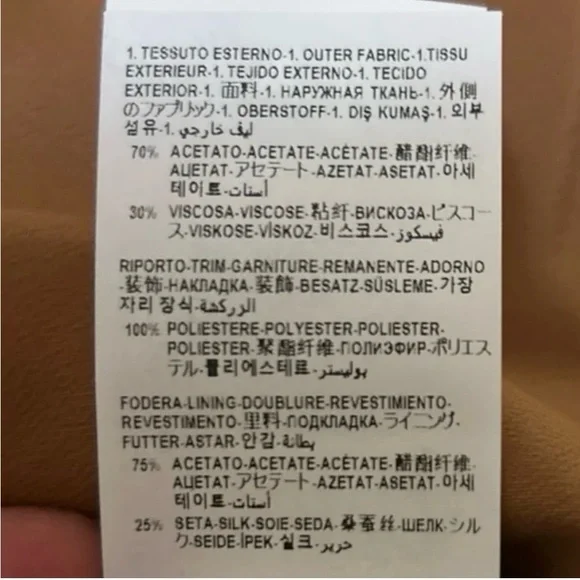 1. TESSUTO ESTERNO-1. OUTER FABRIC-1.TISSU
EXTERIEUR-1. TEJIDO EXTERNO-1. TECIDO
EXTERIOR-1. 面料-1. НАРУЖНАЯ ТКАНЬ-1. 外側
のファブリック-1. OBERSTOFF-1. DIŞ KUMAŞ-1. 외부
섬유-1. ليف خارجي
70% ACETATO-ACETATE-ACÉTATE-醋酯纤维-
АЦЕТАТ-アセテート-AZETAT-ASETAT-아세
테이트-أستات
30% VISCOSA-VISCOSE-粘纤-ВИСКОЗА-ビスコー
ス-VISKOSE-VİSKOZ-비스코스-فيسكوز
RIPORTO-TRIM-GARNITURE-REMANENTE-ADORNO
-装饰-НАКЛАДКА-装飾-BESATZ-SÜSLEME-가장
자리 장식-الزركشة
100% POLIESTERE-POLYESTER-POLIESTER-
POLIESTER-聚酯纤维-ПОЛИЭФИР-ポリエス
テル-폴리에스테르-بوليستر
FODERA-LINING-DOUBLURE-REVESTIMIENTO-
REVESTIMENTO-里料-ПОДКЛАДКА-ライニング-
FUTTER-ASTAR-안감-بطانة
75% ACETATO-ACETATE-ACÉTATE-醋酯纤维-
АЦЕТАТ-アセテート-AZETAT-ASETAT-아세
테이트-أستات
25% SETA-SILK-SOIE-SEDA-桑蚕丝-ШЕЛК-シル
ク-SEIDE-İPEK-실크-حرير